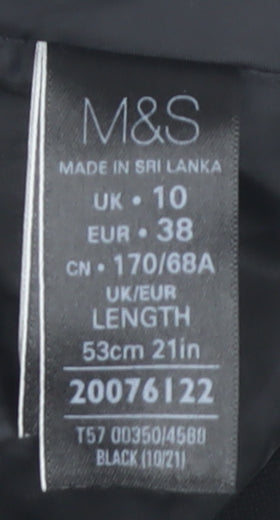 M&S
MADE IN SRI LANKA
UK • 10
EUR • 38
CN • 170/68A
UK/EUR
LENGTH
53cm 21in
20076122
T57 00350/4580
BLACK (10/21)